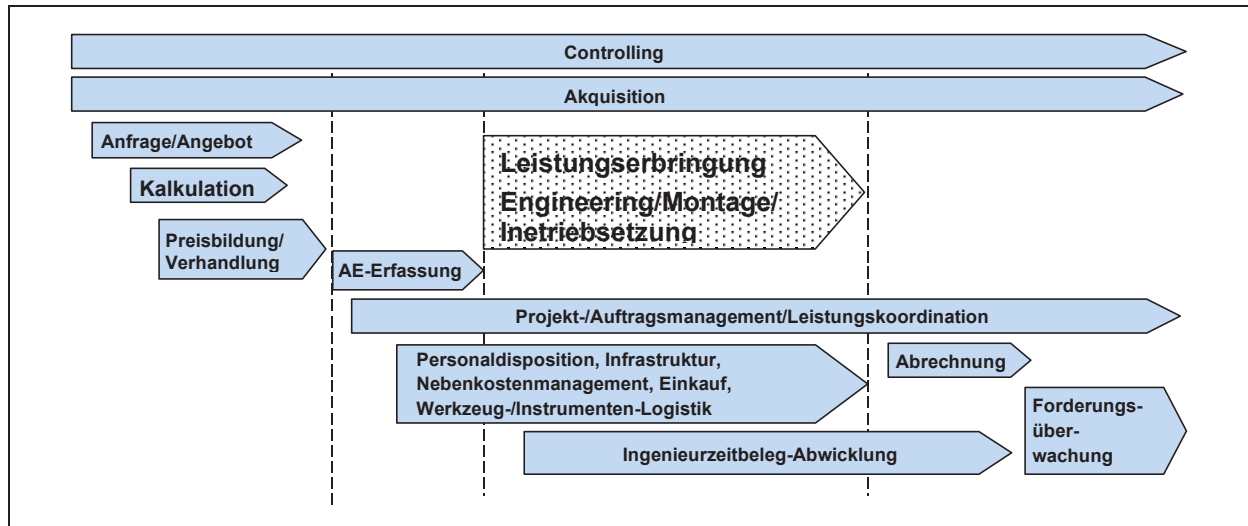 Controlling
Akquisition
Anfrage/Angebot
Kalkulation
Preisbildung/
Verhandlung
AE-Erfassung
Leistungserbringung
Engineering/Montage/
Inetriebsetzung
Projekt-/Auftragsmanagement/Leistungskoordination
Personaldisposition, Infrastruktur,
Nebenkostenmanagement, Einkauf,
Werkzeug-/Instrumenten-Logistik
Abrechnung
Forderungs-
über-
wachung
Ingenieurzeitbeleg-Abwicklung